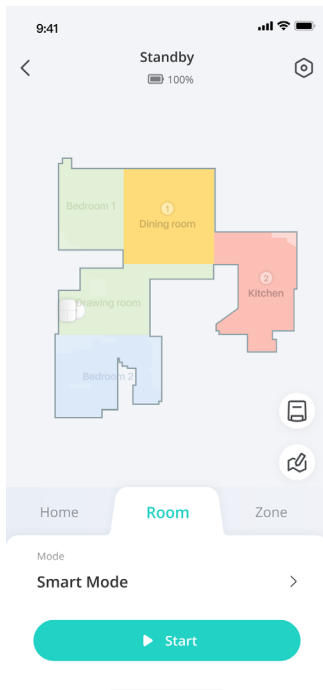 9:41
Standby
100%
Bedroom 1
1
Dining room
2
Kitchen
Drawing room
Bedroom 2
Home
Room
Zone
Mode
Smart Mode
Start